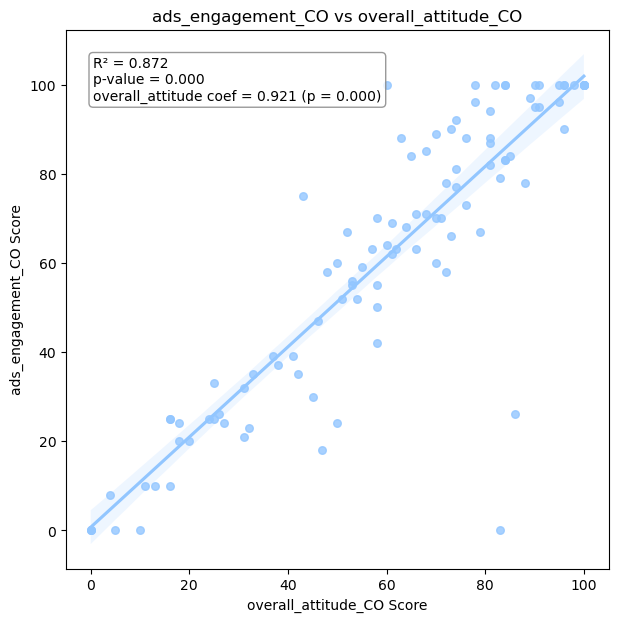 ads_engagement_CO vs overall_attitude_CO
R² = 0.872
p-value = 0.000
overall_attitude coef = 0.921 (p = 0.000)
100
80
60
40
20
0
ads_engagement_CO Score
0 20 40 60 80 100
overall_attitude_CO Score